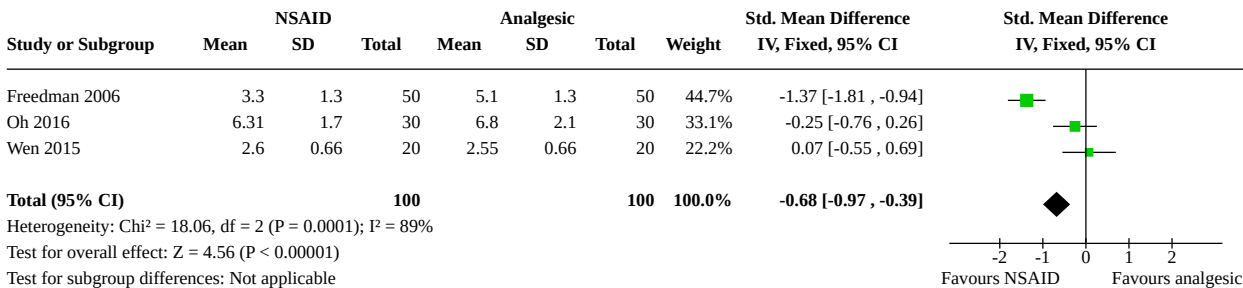 NSAID Analgesic Std. Mean Difference Std. Mean Difference
Study or Subgroup Mean SD Total Mean SD Total Weight IV, Fixed, 95% CI IV, Fixed, 95% CI
Freedman 2006 3.3 1.3 50 5.1 1.3 50 44.7% -1.37 [-1.81 , -0.94]
Oh 2016 6.31 1.7 30 6.8 2.1 30 33.1% -0.25 [-0.76 , 0.26]
Wen 2015 2.6 0.66 20 2.55 0.66 20 22.2% 0.07 [-0.55 , 0.69]
Total (95% CI) 100 100 100.0% -0.68 [-0.97 , -0.39]
Heterogeneity: Chi² = 18.06, df = 2 (P = 0.0001); I² = 89%
Test for overall effect: Z = 4.56 (P < 0.00001)
-2 -1 0 1 2
Test for subgroup differences: Not applicable Favours NSAID Favours analgesic